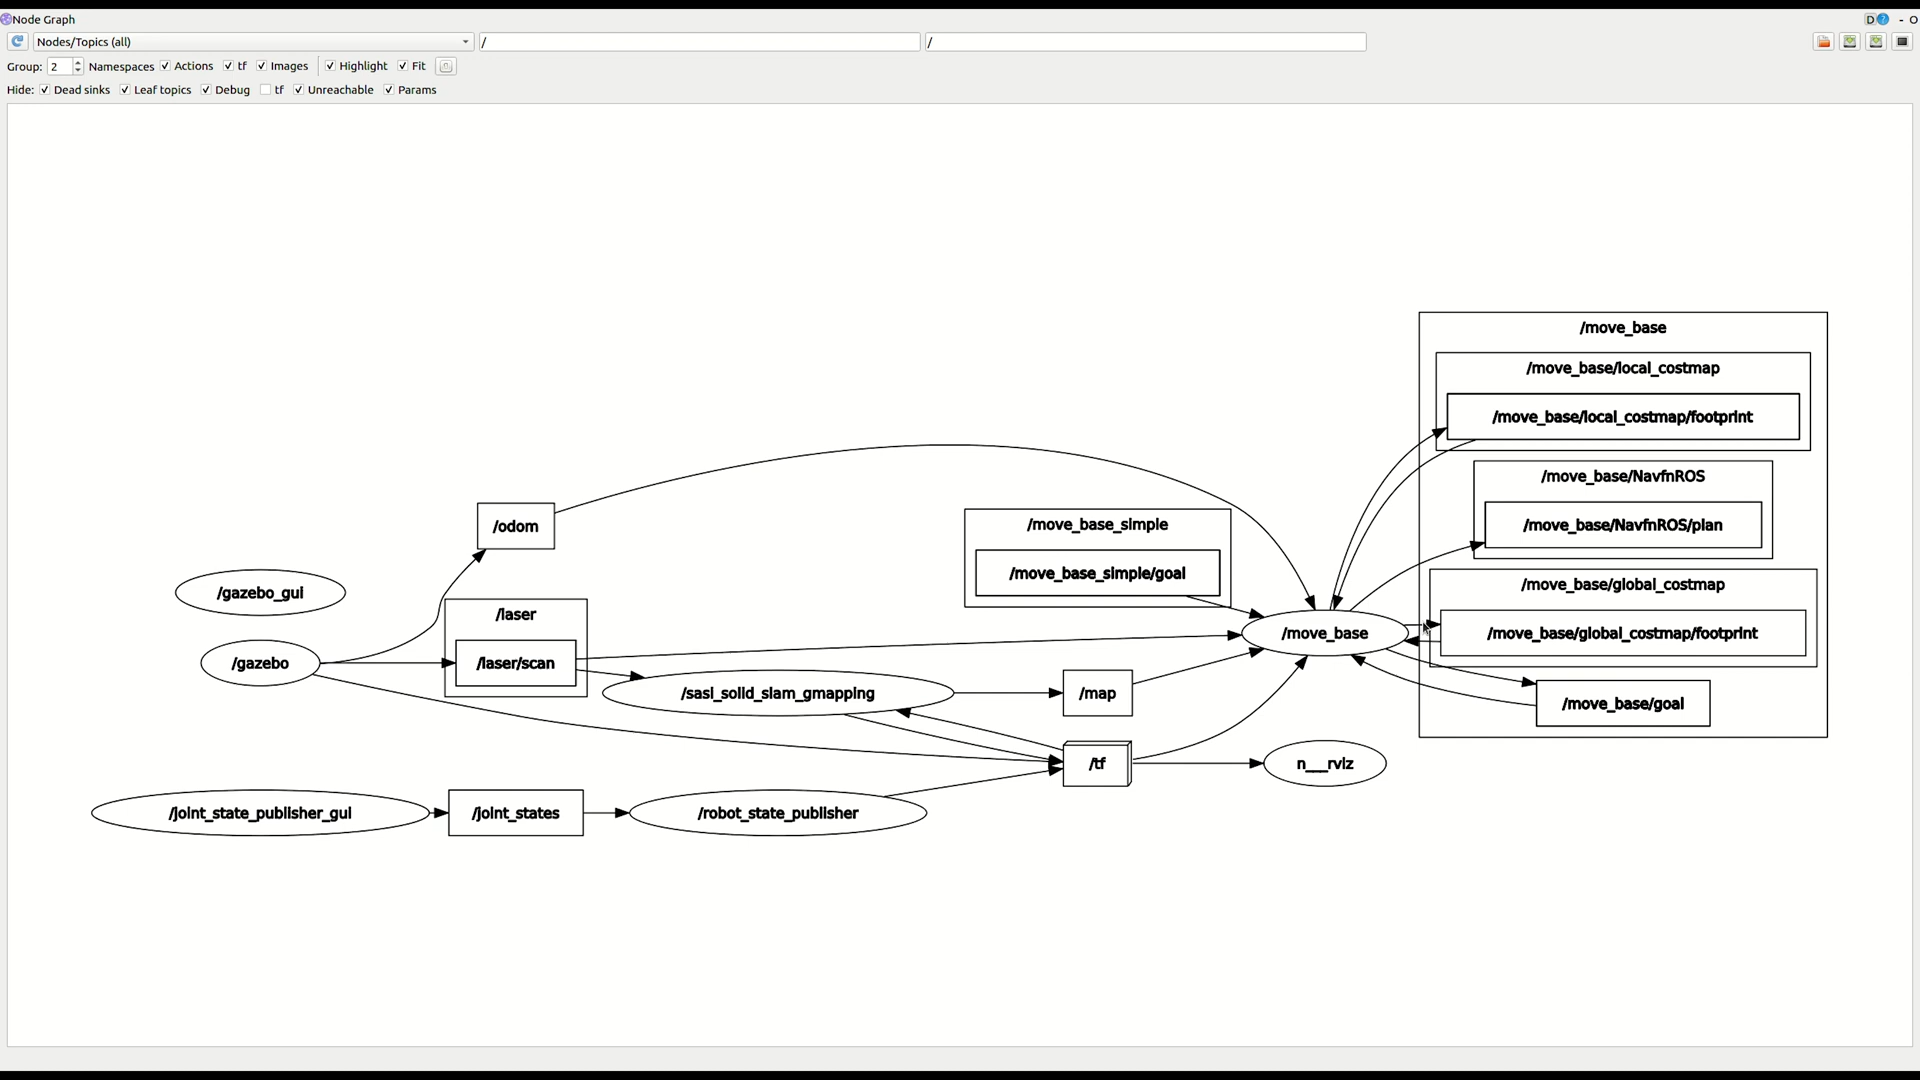 Node Graph
D ? - O
Nodes/Topics (all) / /
Group: 2 Namespaces Actions tf Images Highlight Fit
Hide: Dead sinks Leaf topics Debug tf Unreachable Params
/move_base
/move_base/local_costmap
/move_base/local_costmap/footprint
/move_base/NavfnROS
/move_base/NavfnROS/plan
/move_base/global_costmap
/move_base/global_costmap/footprint
/move_base/goal
/odom
/move_base_simple
/move_base_simple/goal
/gazebo_gui
/laser
/laser/scan
/gazebo
/move_base
/sasi_solid_slam_gmapping
/map
/tf
n___rviz
/joint_state_publisher_gui
/joint_states
/robot_state_publisher